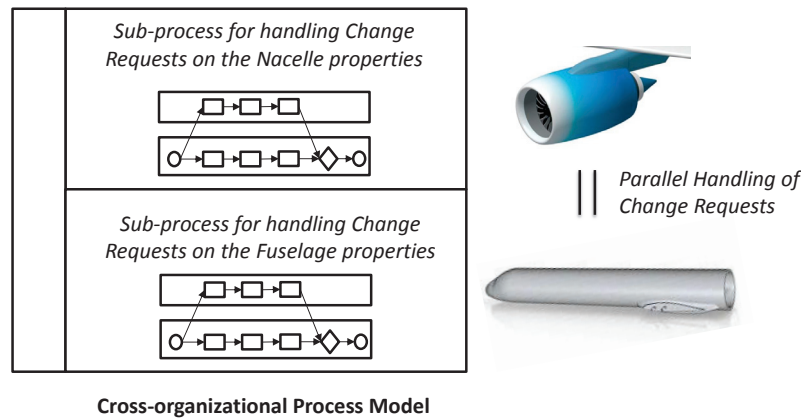 Sub-process for handling Change
Requests on the Nacelle properties
Parallel Handling of
Change Requests
Sub-process for handling Change
Requests on the Fuselage properties
Cross-organizational Process Model